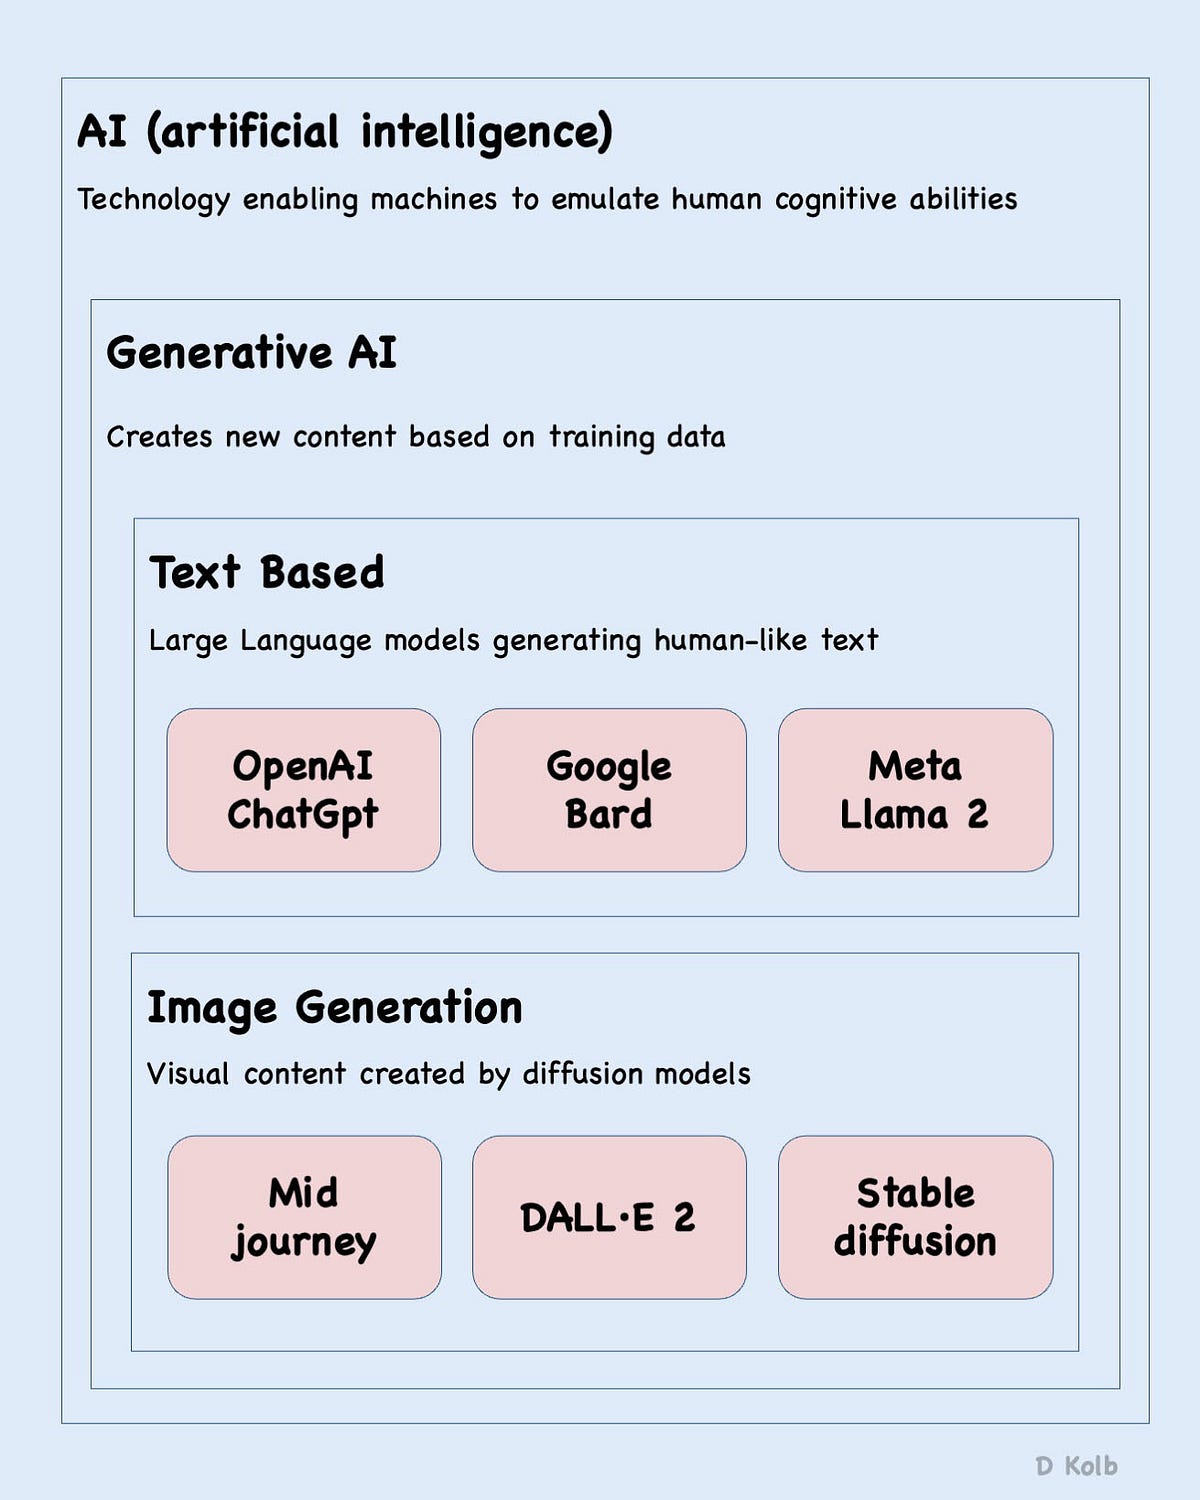 AI (artificial intelligence)
Technology enabling machines to emulate human cognitive abilities
Generative AI
Creates new content based on training data
Text Based
Large Language models generating human-like text
OpenAI
ChatGpt
Google
Bard
Meta
Llama 2
Image Generation
Visual content created by diffusion models
Mid
journey
DALL·E 2
Stable
diffusion
D Kolb